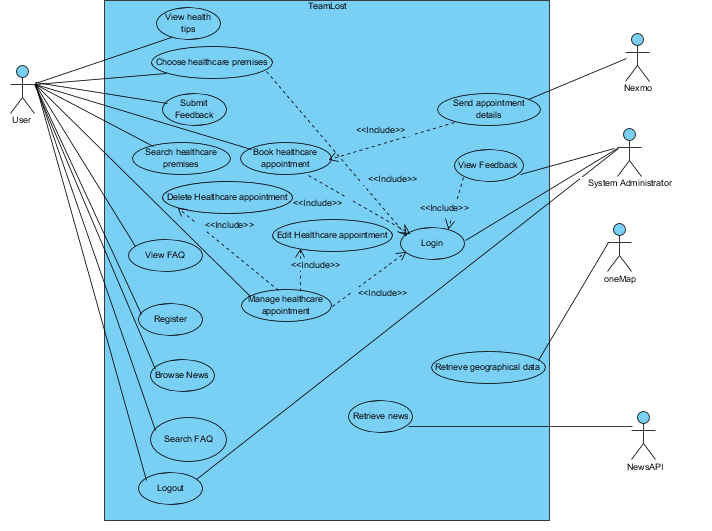 TeamLost
View health
tips
Choose healthcare premises
Submit
Feedback
Search healthcare
premises
Book healthcare
appointment
Send appointment
details
<<Include>>
View Feedback
<<Include>>
Delete Healthcare appointment
<<Include>>
<<Include>>
<<Include>>
Edit Healthcare appointment
Login
View FAQ
<<Include>>
Manage healthcare
appointment
<<Include>>
Register
Browse News
Retrieve geographical data
Retrieve news
Search FAQ
Logout
User
Nexmo
System Administrator
oneMap
NewsAPI